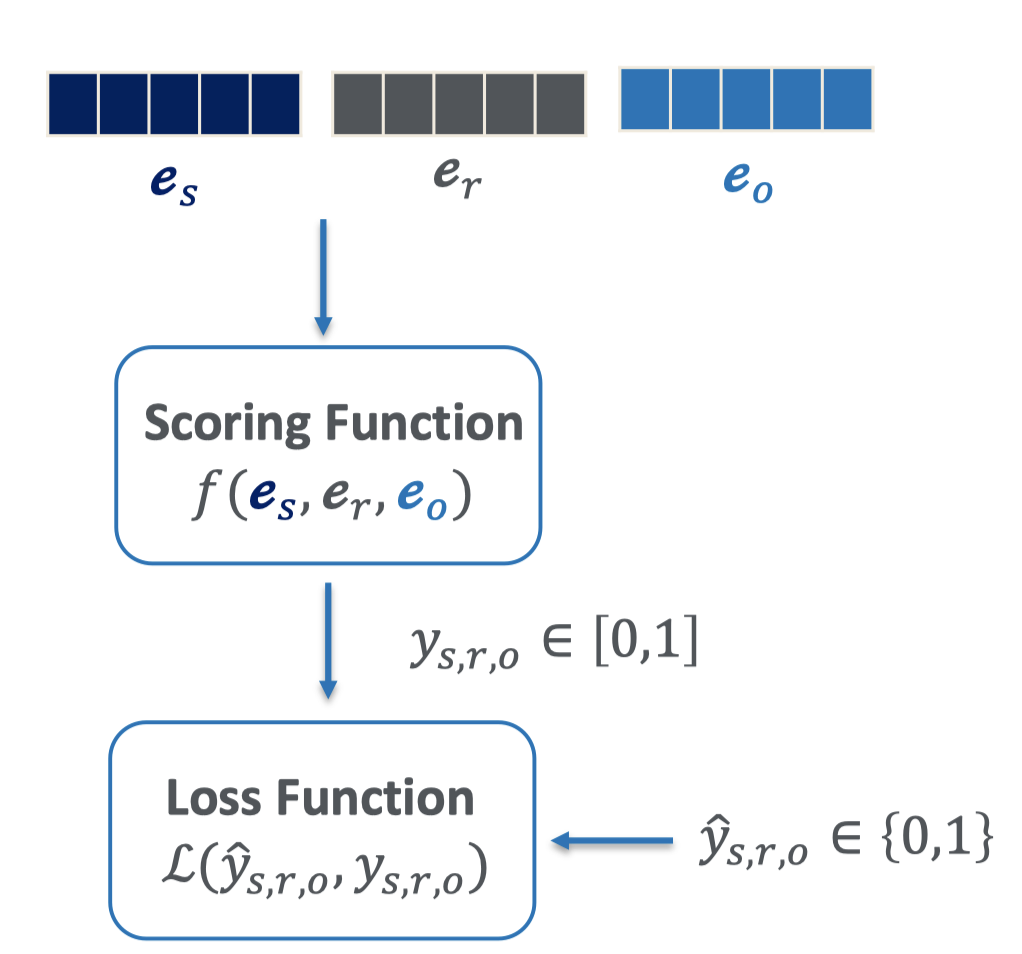 e_s e_r e_o
Scoring Function
f(e_s, e_r, e_o)
y_{s,r,o} ∈ [0,1]
Loss Function
ℒ(ŷ_{s,r,o}, y_{s,r,o})
ŷ_{s,r,o} ∈ {0,1}